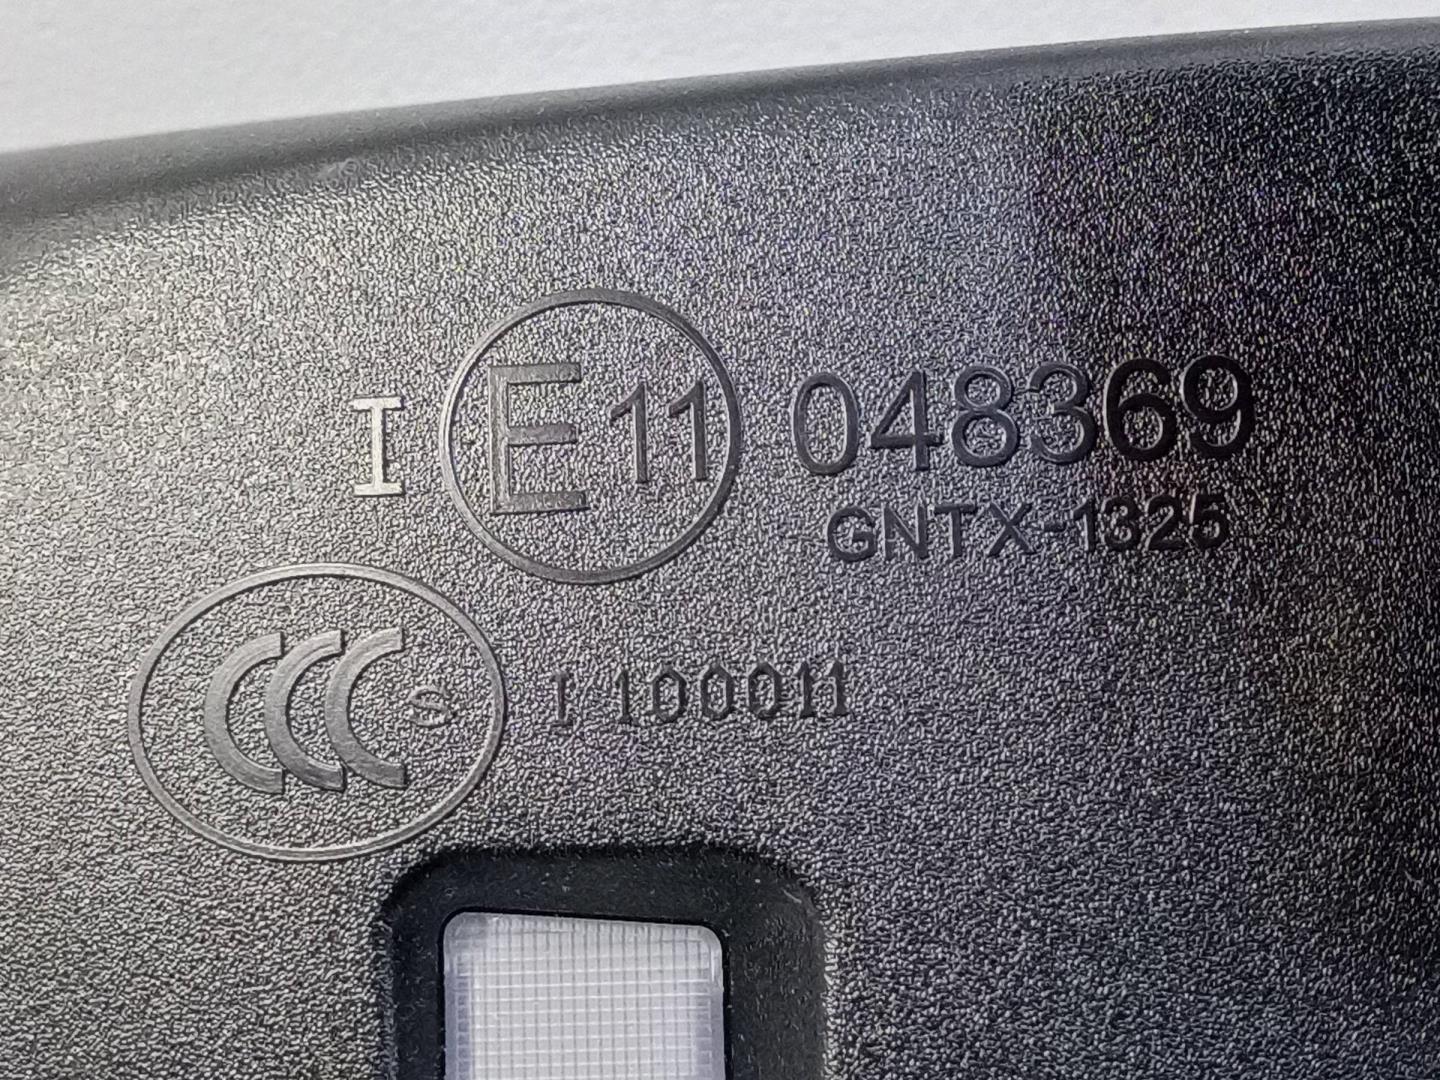 I E11 048369
GNTX-1325
CCC S I 100011